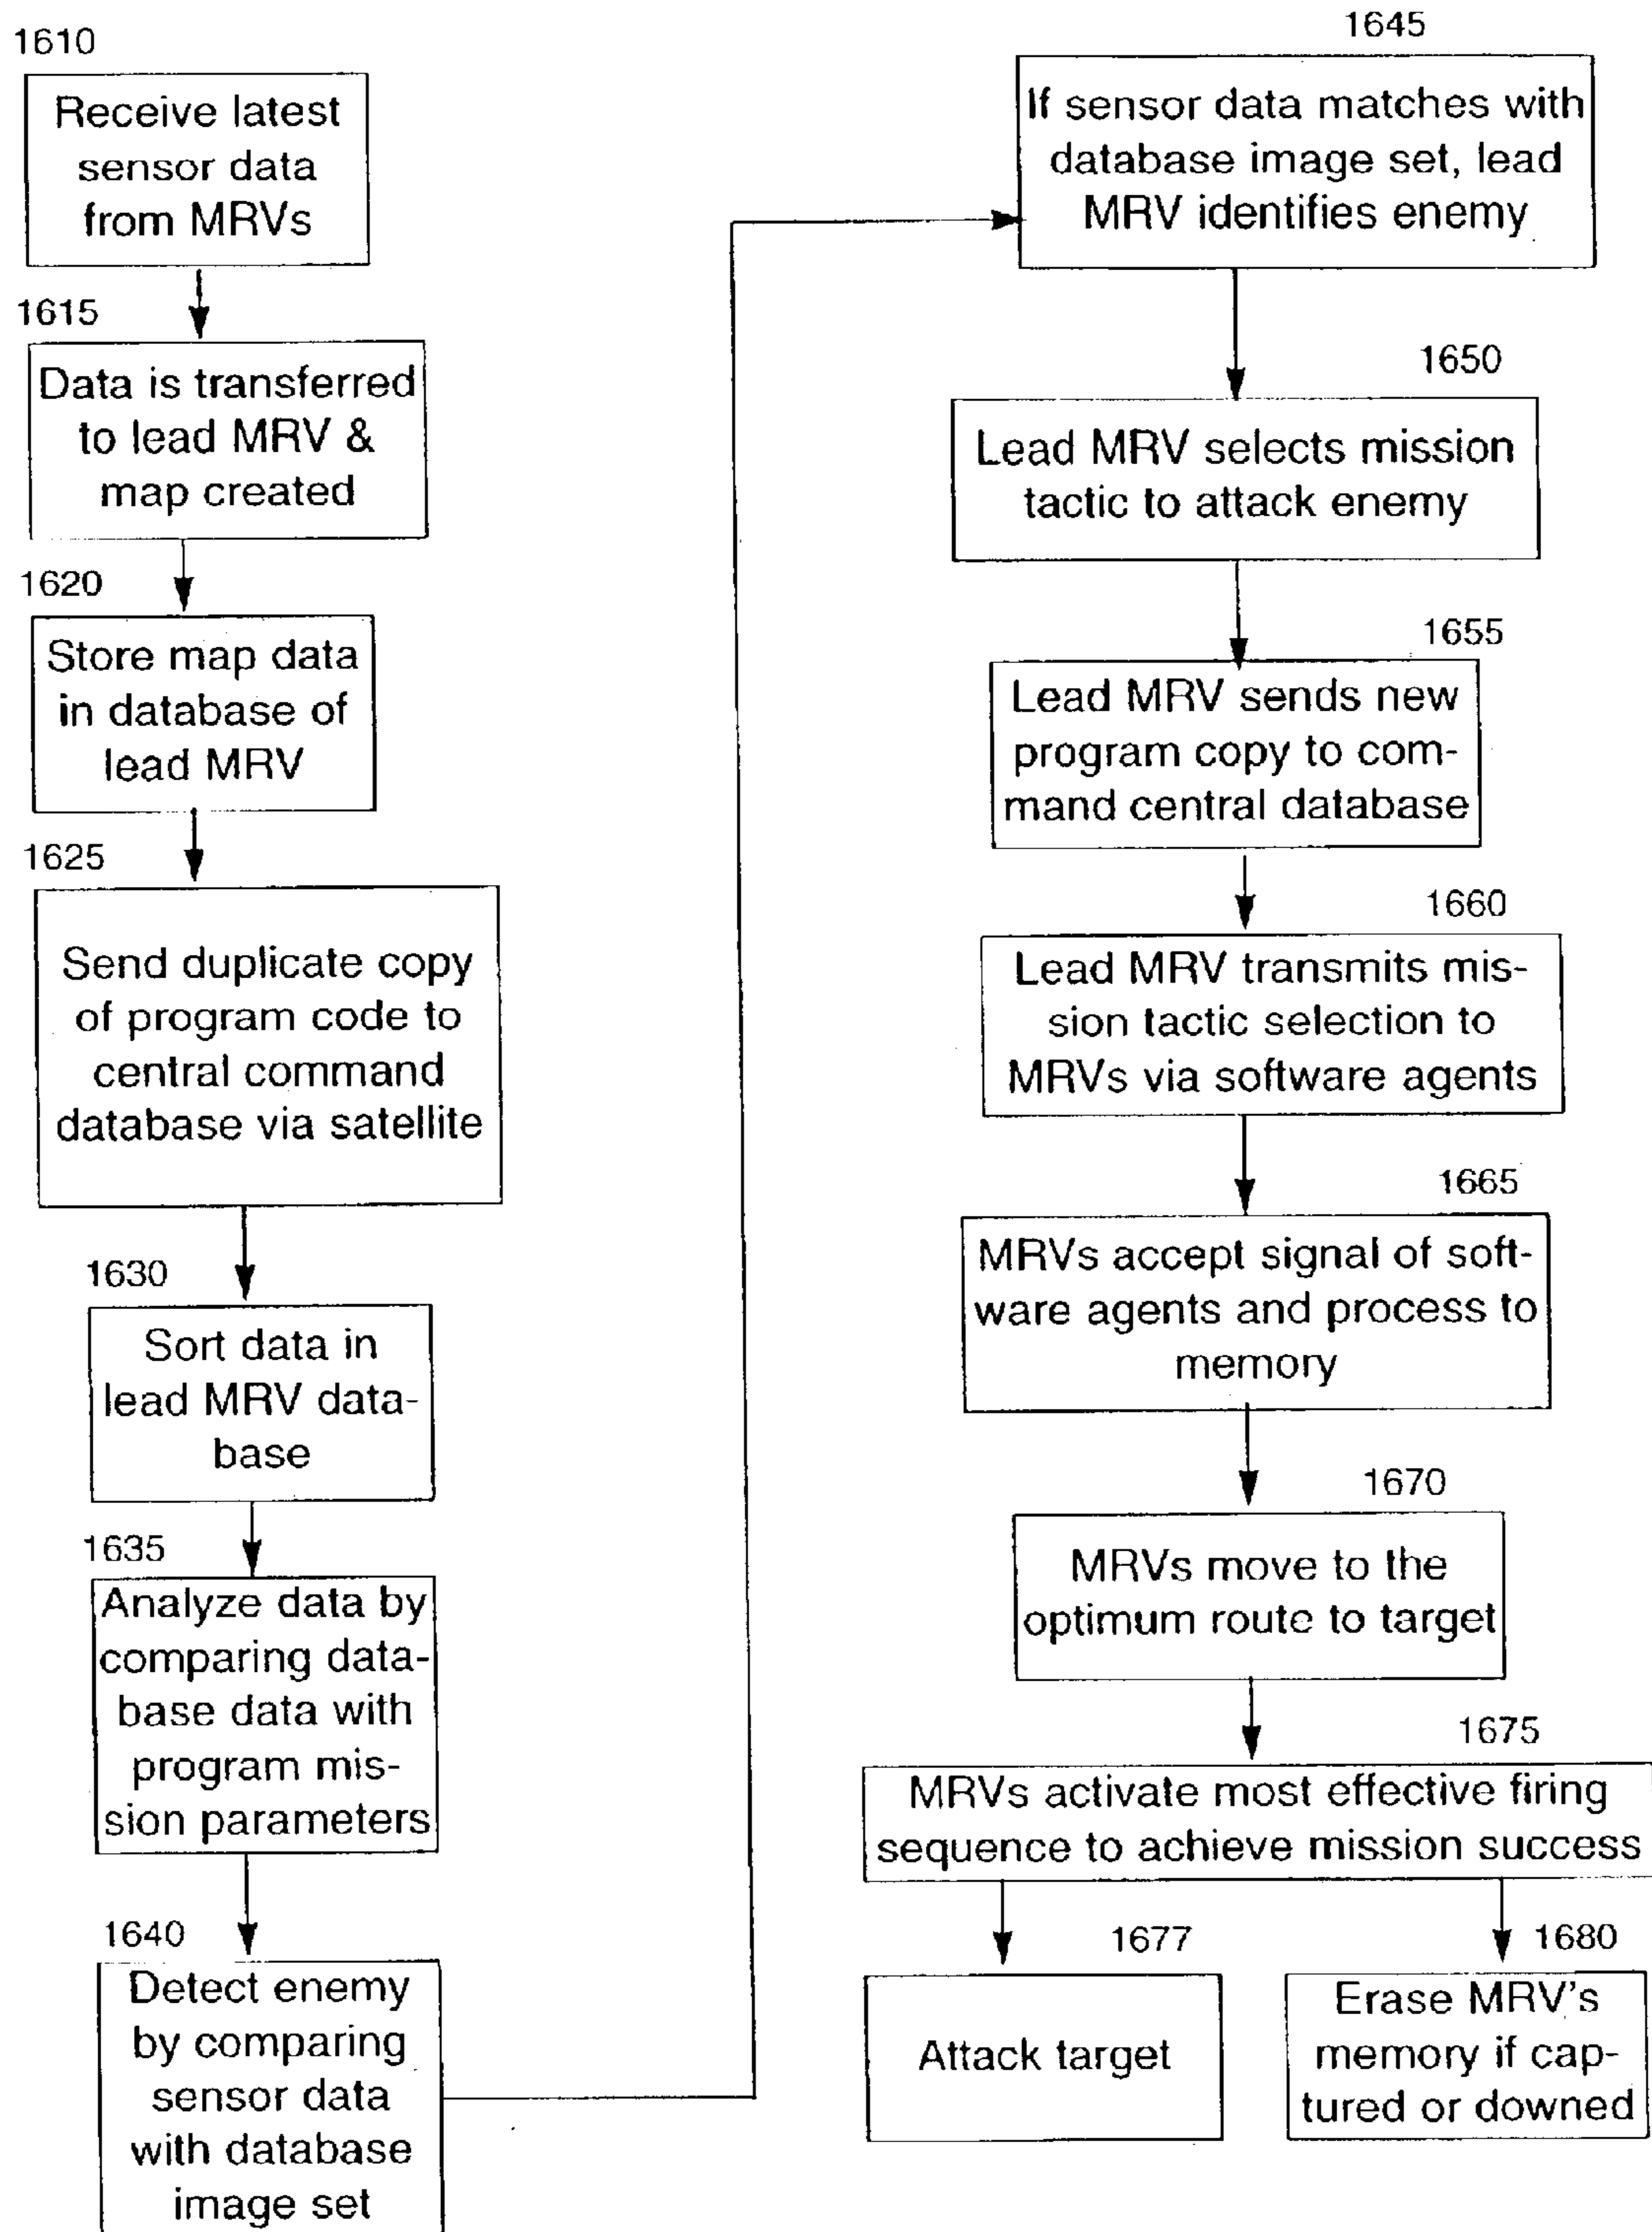 1610
Receive latest
sensor data
from MRVs
1615
Data is transferred
to lead MRV &
map created
1620
Store map data
in database of
lead MRV
1625
Send duplicate copy
of program code to
central command
database via satellite
1630
Sort data in
lead MRV data-
base
1635
Analyze data by
comparing data-
base data with
program mis-
sion parameters
1640
Detect enemy
by comparing
sensor data
with database
image set
1645
If sensor data matches with
database image set, lead
MRV identifies enemy
1650
Lead MRV selects mission
tactic to attack enemy
1655
Lead MRV sends new
program copy to com-
mand central database
1660
Lead MRV transmits mis-
sion tactic selection to
MRVs via software agents
1665
MRVs accept signal of soft-
ware agents and process to
memory
1670
MRVs move to the
optimum route to target
1675
MRVs activate most effective firing
sequence to achieve mission success
1677
Attack target
1680
Erase MRV's
memory if cap-
tured or downed